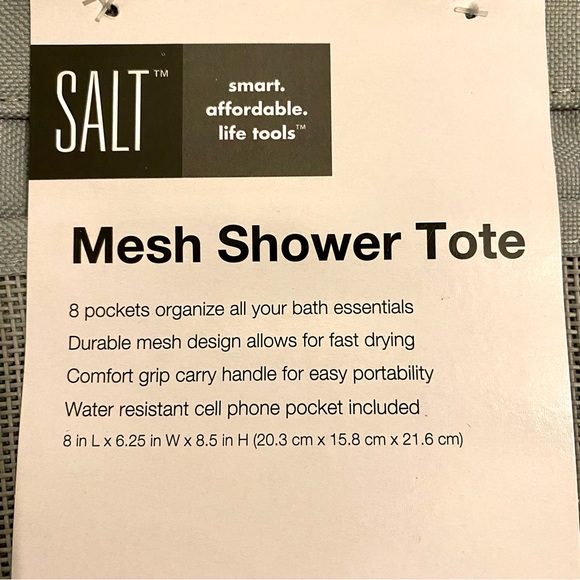 SALT™
smart.
affordable.
life tools™
Mesh Shower Tote
8 pockets organize all your bath essentials
Durable mesh design allows for fast drying
Comfort grip carry handle for easy portability
Water resistant cell phone pocket included
8 in L x 6.25 in W x 8.5 in H (20.3 cm x 15.8 cm x 21.6 cm)